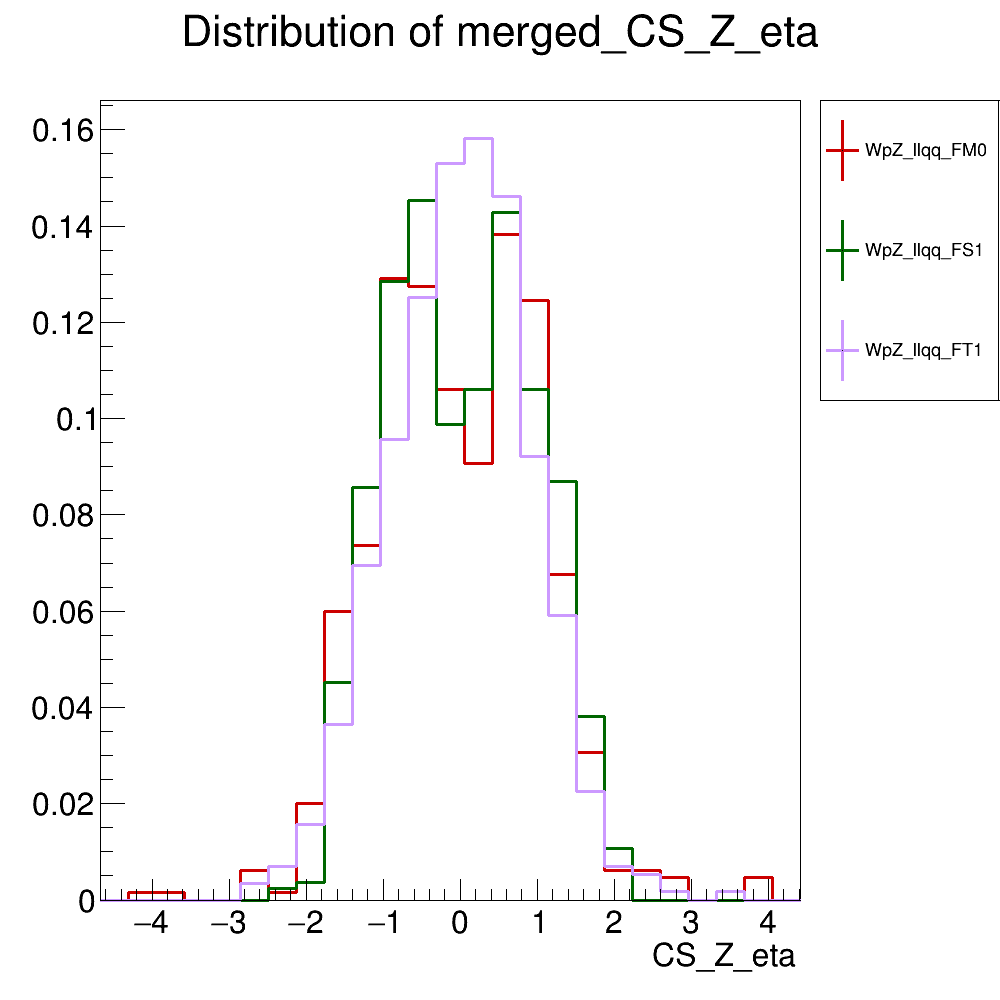 Distribution of merged_CS_Z_eta
0.16
0.14
0.12
0.1
0.08
0.06
0.04
0.02
0
−4 −3 −2 −1 0 1 2 3 4
CS_Z_eta
WpZ_llqq_FM0
WpZ_llqq_FS1
WpZ_llqq_FT1